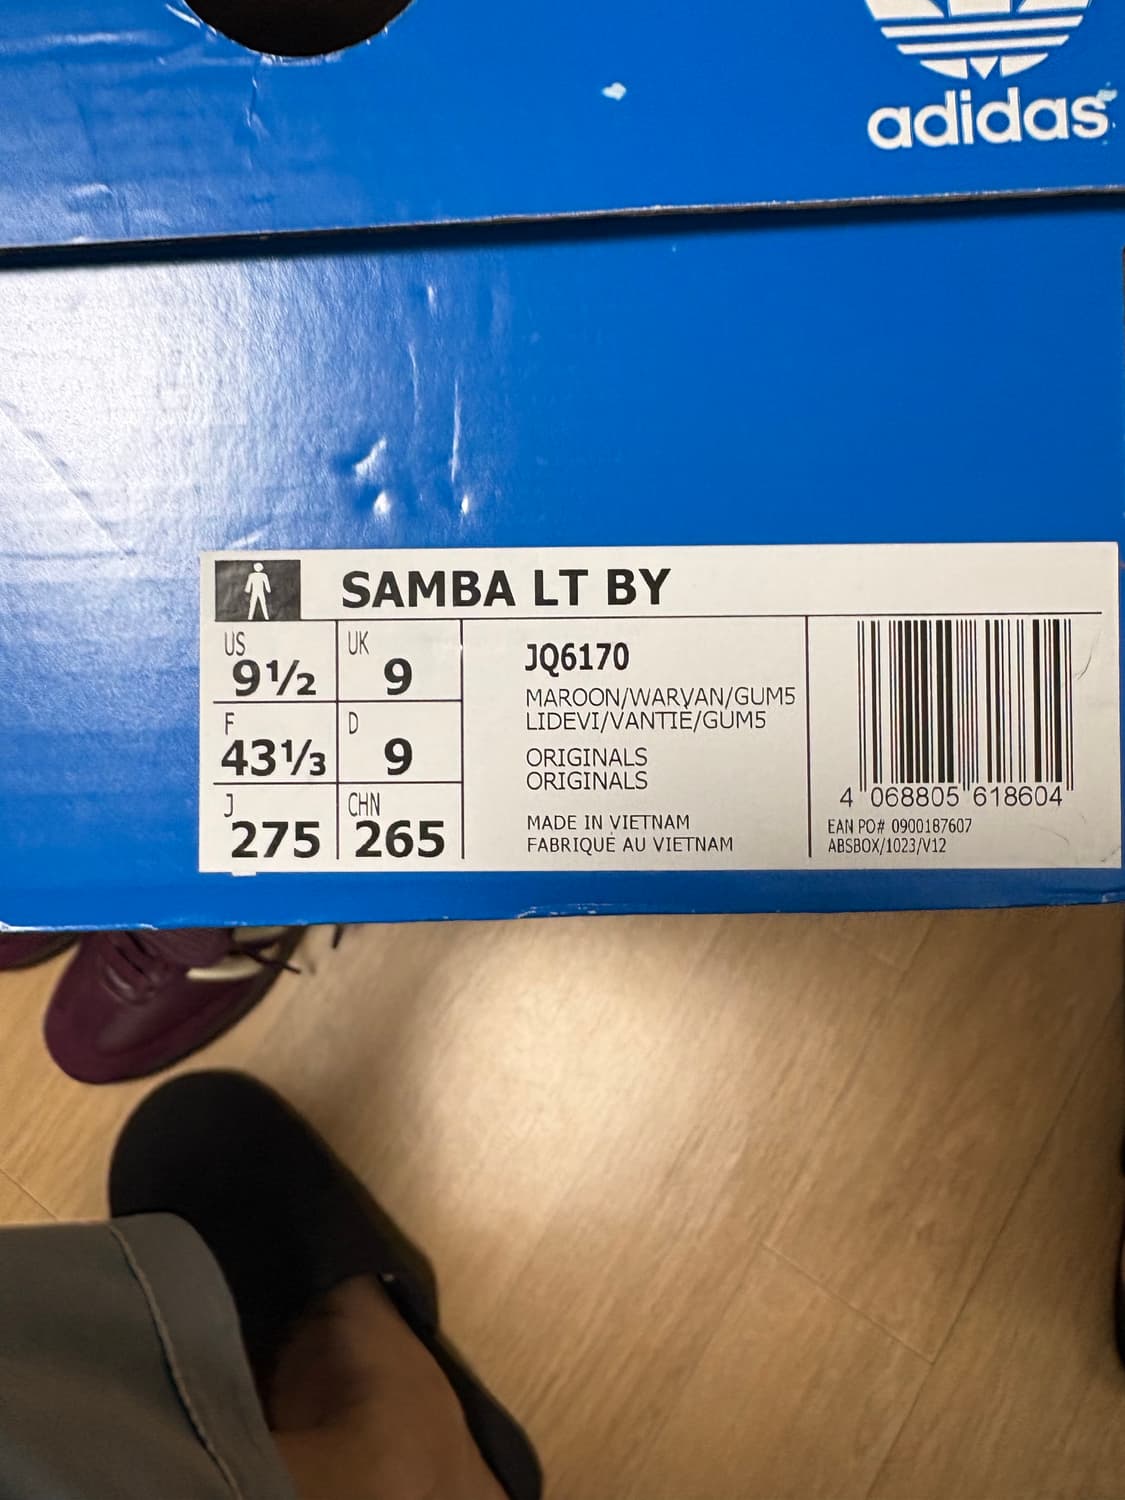 adidas
SAMBA LT BY
US
9½
UK
9
F
43⅓
D
9
J
275
CHN
265
JQ6170
MAROON/WARVAN/GUM5
LIDEVI/VANTIE/GUM5
ORIGINALS
ORIGINALS
MADE IN VIETNAM
FABRIQUÉ AU VIETNAM
4 068805 618604
EAN PO# 0900187607
ABSBOX/1023/V12